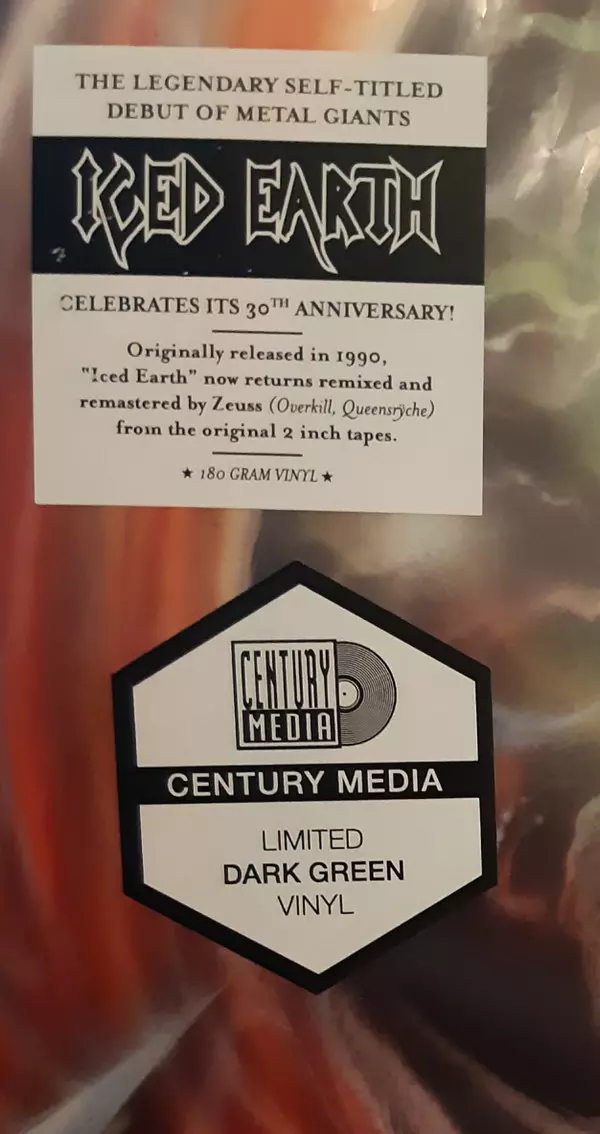 THE LEGENDARY SELF-TITLED
DEBUT OF METAL GIANTS
ICED EARTH
CELEBRATES ITS 30TH ANNIVERSARY!
Originally released in 1990,
"Iced Earth" now returns remixed and
remastered by Zeuss (Overkill, Queensrÿche)
from the original 2 inch tapes.
★ 180 GRAM VINYL ★
CENTURY
MEDIA
CENTURY MEDIA
LIMITED
DARK GREEN
VINYL